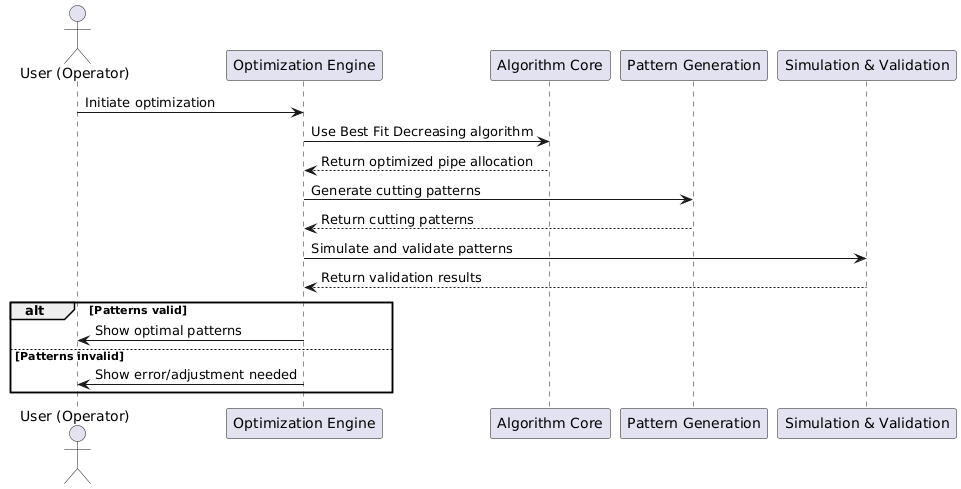 User (Operator)
Optimization Engine
Algorithm Core
Pattern Generation
Simulation & Validation
Initiate optimization
Use Best Fit Decreasing algorithm
Return optimized pipe allocation
Generate cutting patterns
Return cutting patterns
Simulate and validate patterns
Return validation results
alt
[Patterns valid]
Show optimal patterns
[Patterns invalid]
Show error/adjustment needed
User (Operator)
Optimization Engine
Algorithm Core
Pattern Generation
Simulation & Validation